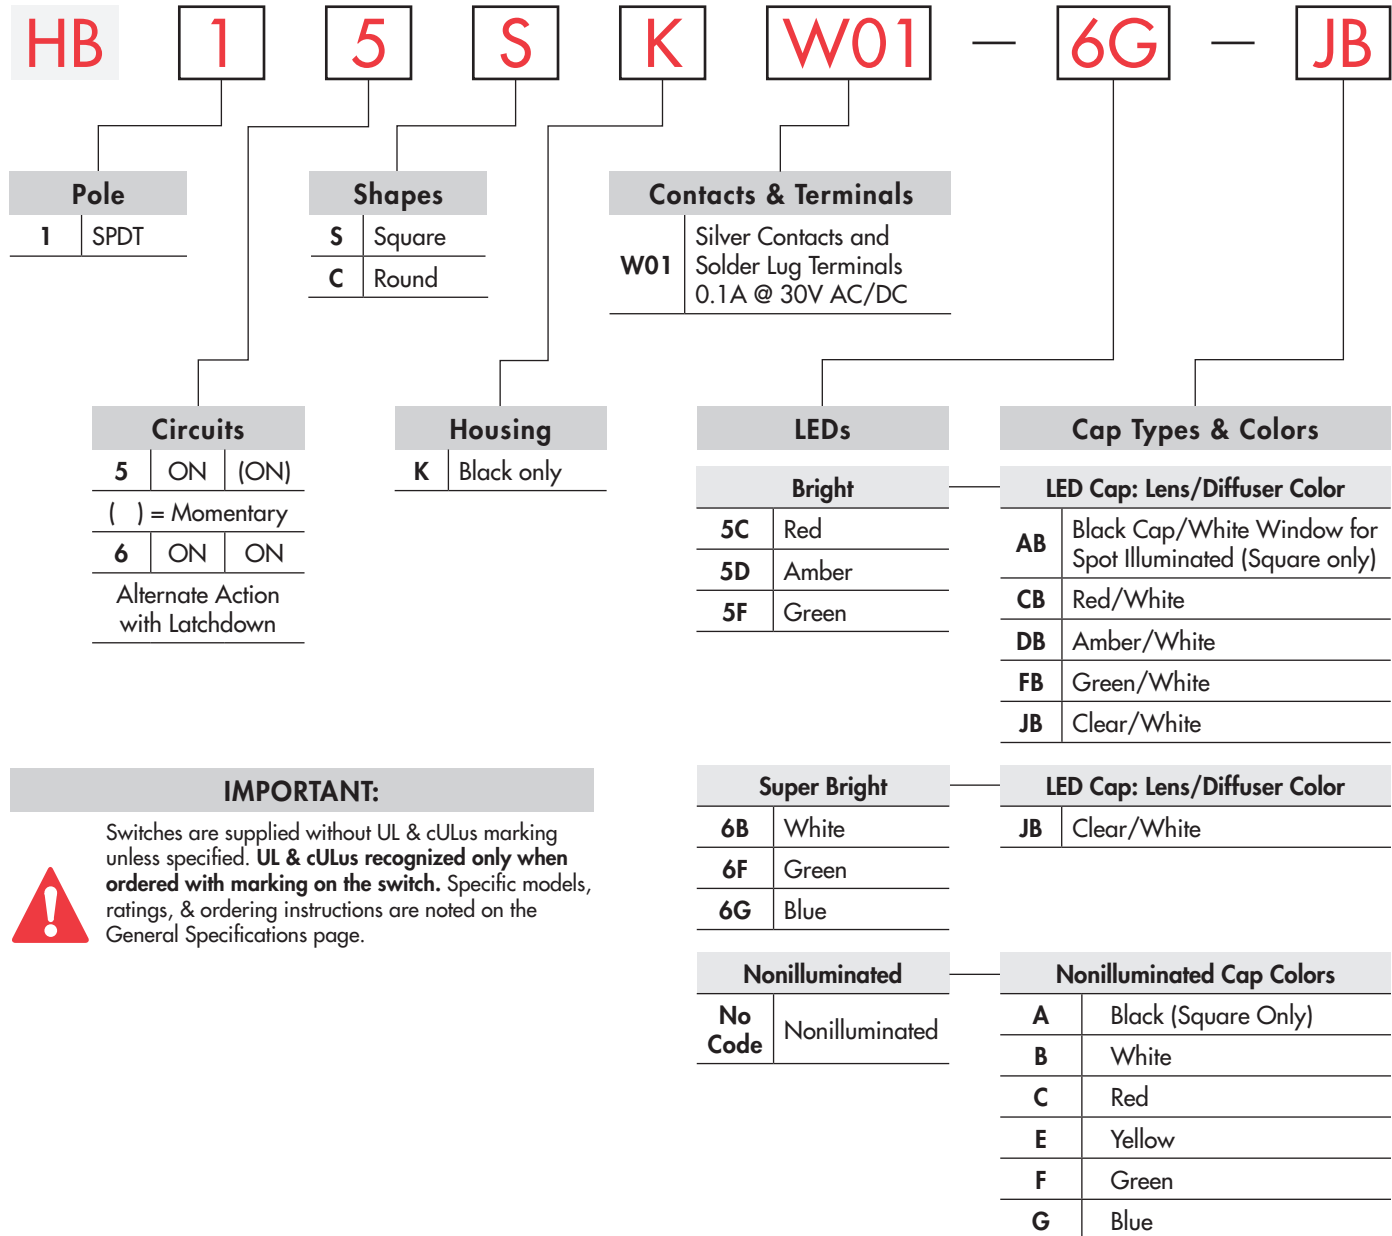 HB 1 5 S K W01 — 6G — JB
Pole
1 SPDT
Shapes
S Square
C Round
Contacts & Terminals
W01 Silver Contacts and
Solder Lug Terminals
0.1A @ 30V AC/DC
Circuits
5 ON (ON)
( ) = Momentary
6 ON ON
Alternate Action
with Latchdown
Housing
K Black only
LEDs
Bright
5C Red
5D Amber
5F Green
Super Bright
6B White
6F Green
6G Blue
Nonilluminated
No
Code Nonilluminated
Cap Types & Colors
LED Cap: Lens/Diffuser Color
AB Black Cap/White Window for
Spot Illuminated (Square only)
CB Red/White
DB Amber/White
FB Green/White
JB Clear/White
LED Cap: Lens/Diffuser Color
JB Clear/White
Nonilluminated Cap Colors
A Black (Square Only)
B White
C Red
E Yellow
F Green
G Blue
IMPORTANT:
Switches are supplied without UL & cULus marking
unless specified. UL & cULus recognized only when
ordered with marking on the switch. Specific models,
ratings, & ordering instructions are noted on the
General Specifications page.